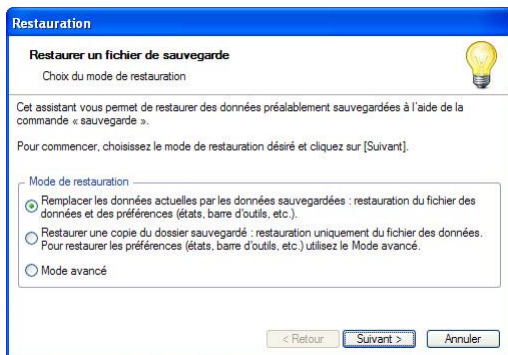 Restauration
Restaurer un fichier de sauvegarde
Choix du mode de restauration
Cet assistant vous permet de restaurer des données préalablement sauvegardées à l'aide de la
commande « sauvegarde ».
Pour commencer, choisissez le mode de restauration désiré et cliquez sur [Suivant].
Mode de restauration
Remplacer les données actuelles par les données sauvegardées : restauration du fichier des
données et des préférences (états, barre d'outils, etc.).
Restaurer une copie du dossier sauvegardé : restauration uniquement du fichier des données.
Pour restaurer les préférences (états, barre d'outils, etc.) utilisez le Mode avancé.
Mode avancé
< Retour
Suivant >
Annuler